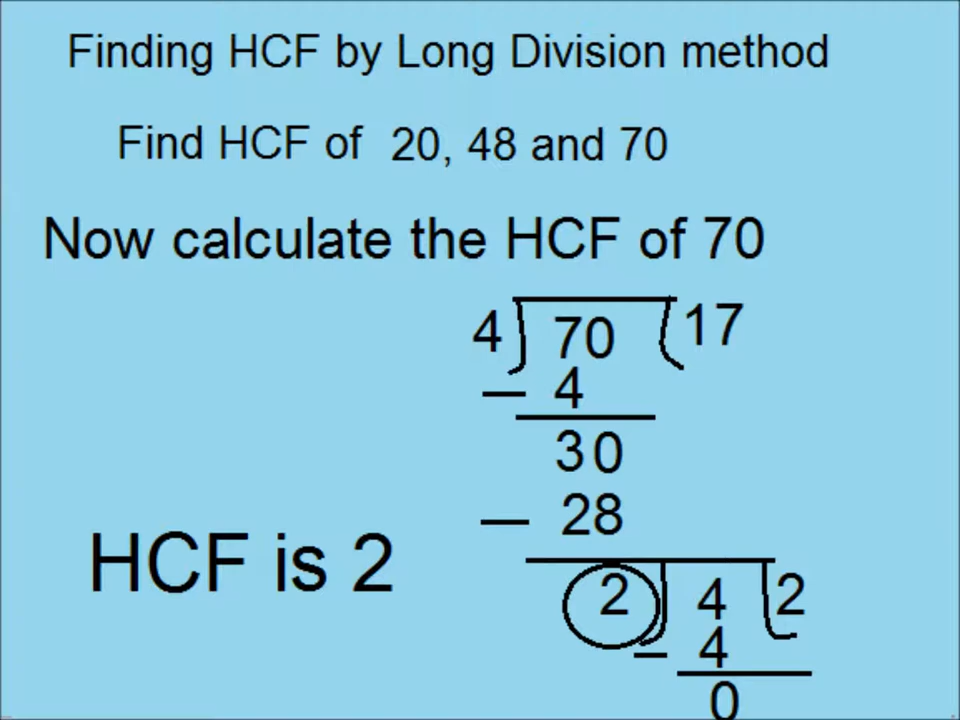 Finding HCF by Long Division method
Find HCF of 20, 48 and 70
Now calculate the HCF of 70
4 70 17
— 4
30
— 28
HCF is 2
2 4 2
— 4
0